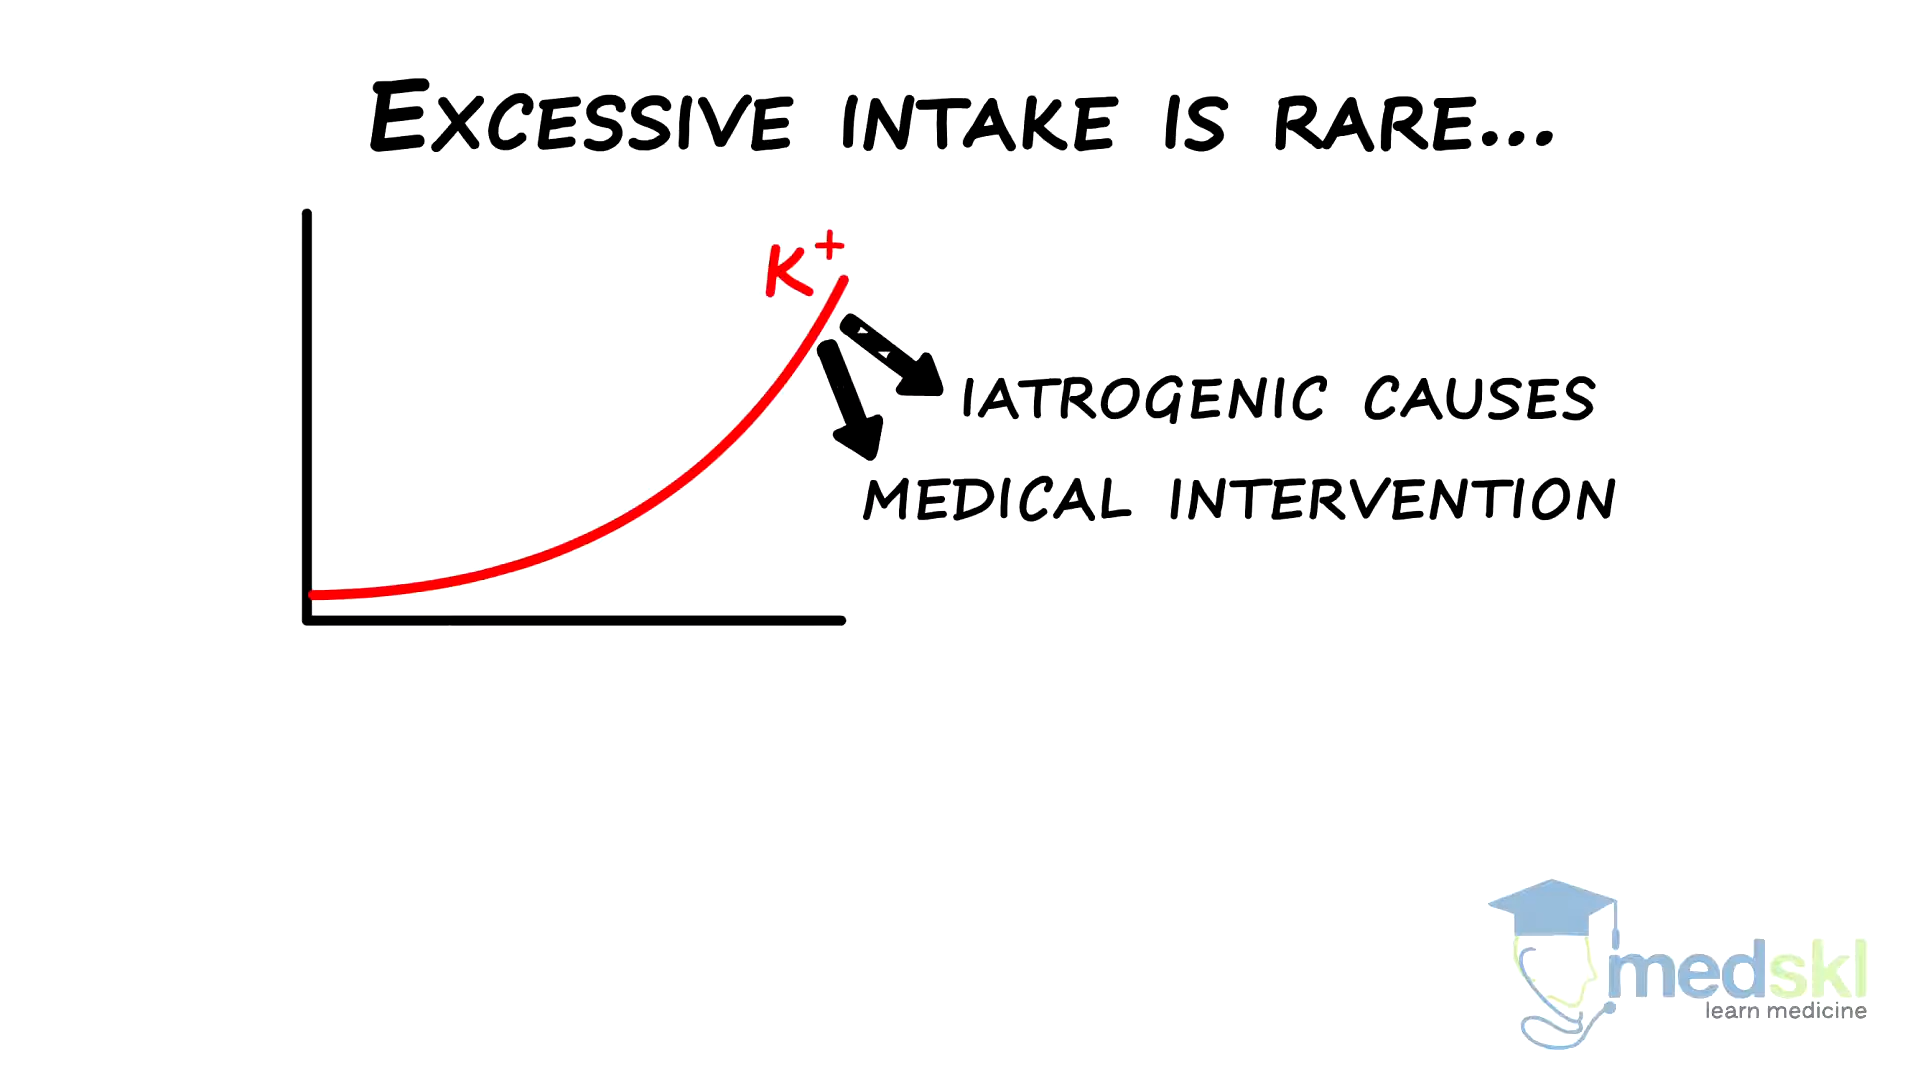 EXCESSIVE INTAKE IS RARE...
K+
IATROGENIC CAUSES
MEDICAL INTERVENTION
medskl
learn medicine